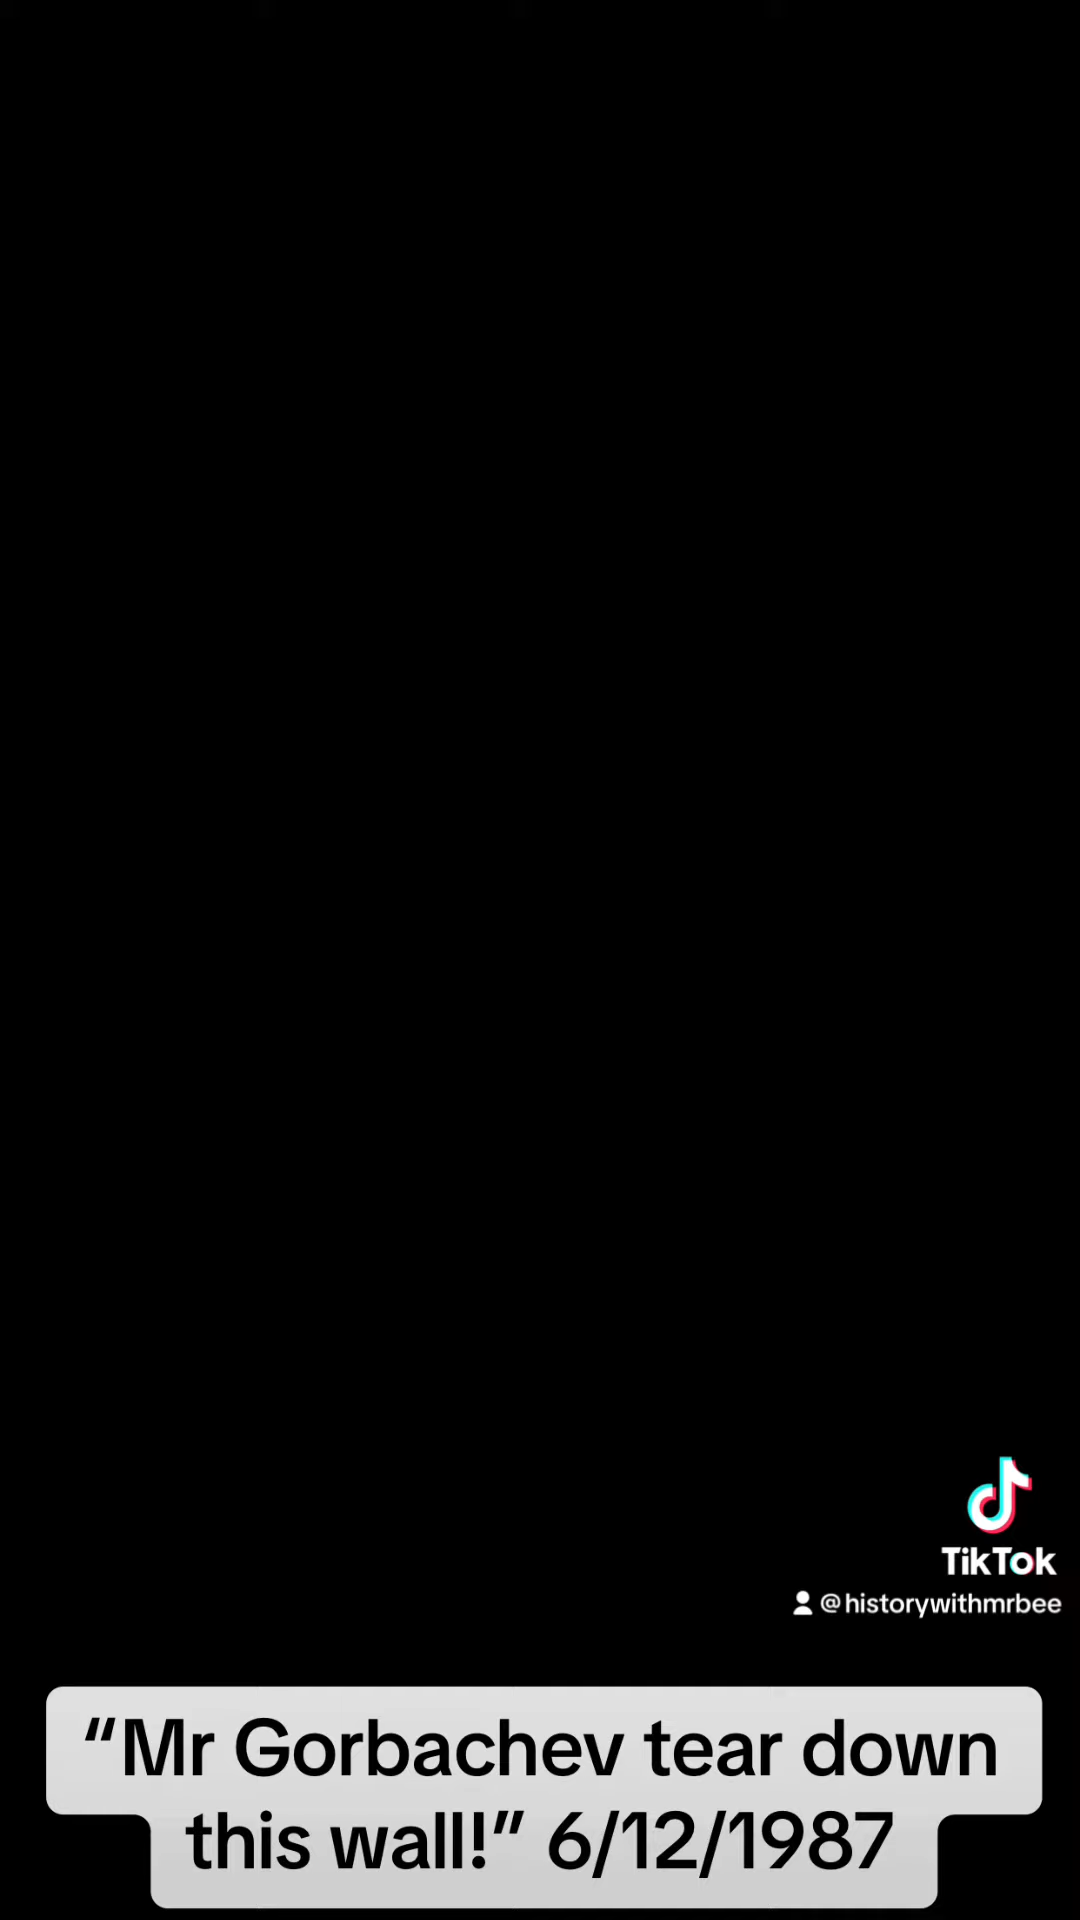 TikTok
@historywithmrbee
“Mr Gorbachev tear down
this wall!” 6/12/1987